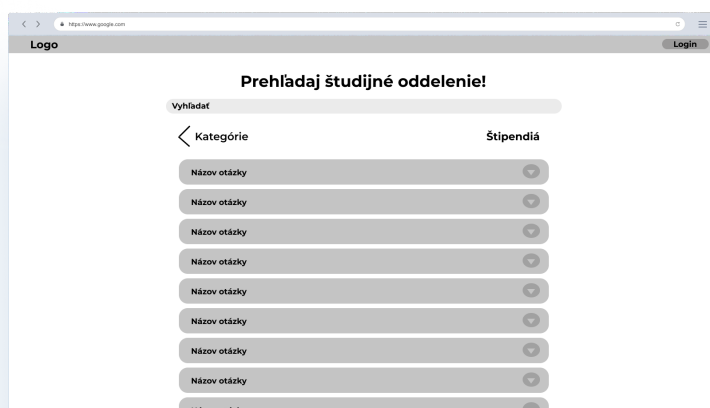 https://www.google.com
Logo
Login
Prehľadaj študijné oddelenie!
Vyhľadať
Kategórie
Štipendiá
Názov otázky
Názov otázky
Názov otázky
Názov otázky
Názov otázky
Názov otázky
Názov otázky
Názov otázky